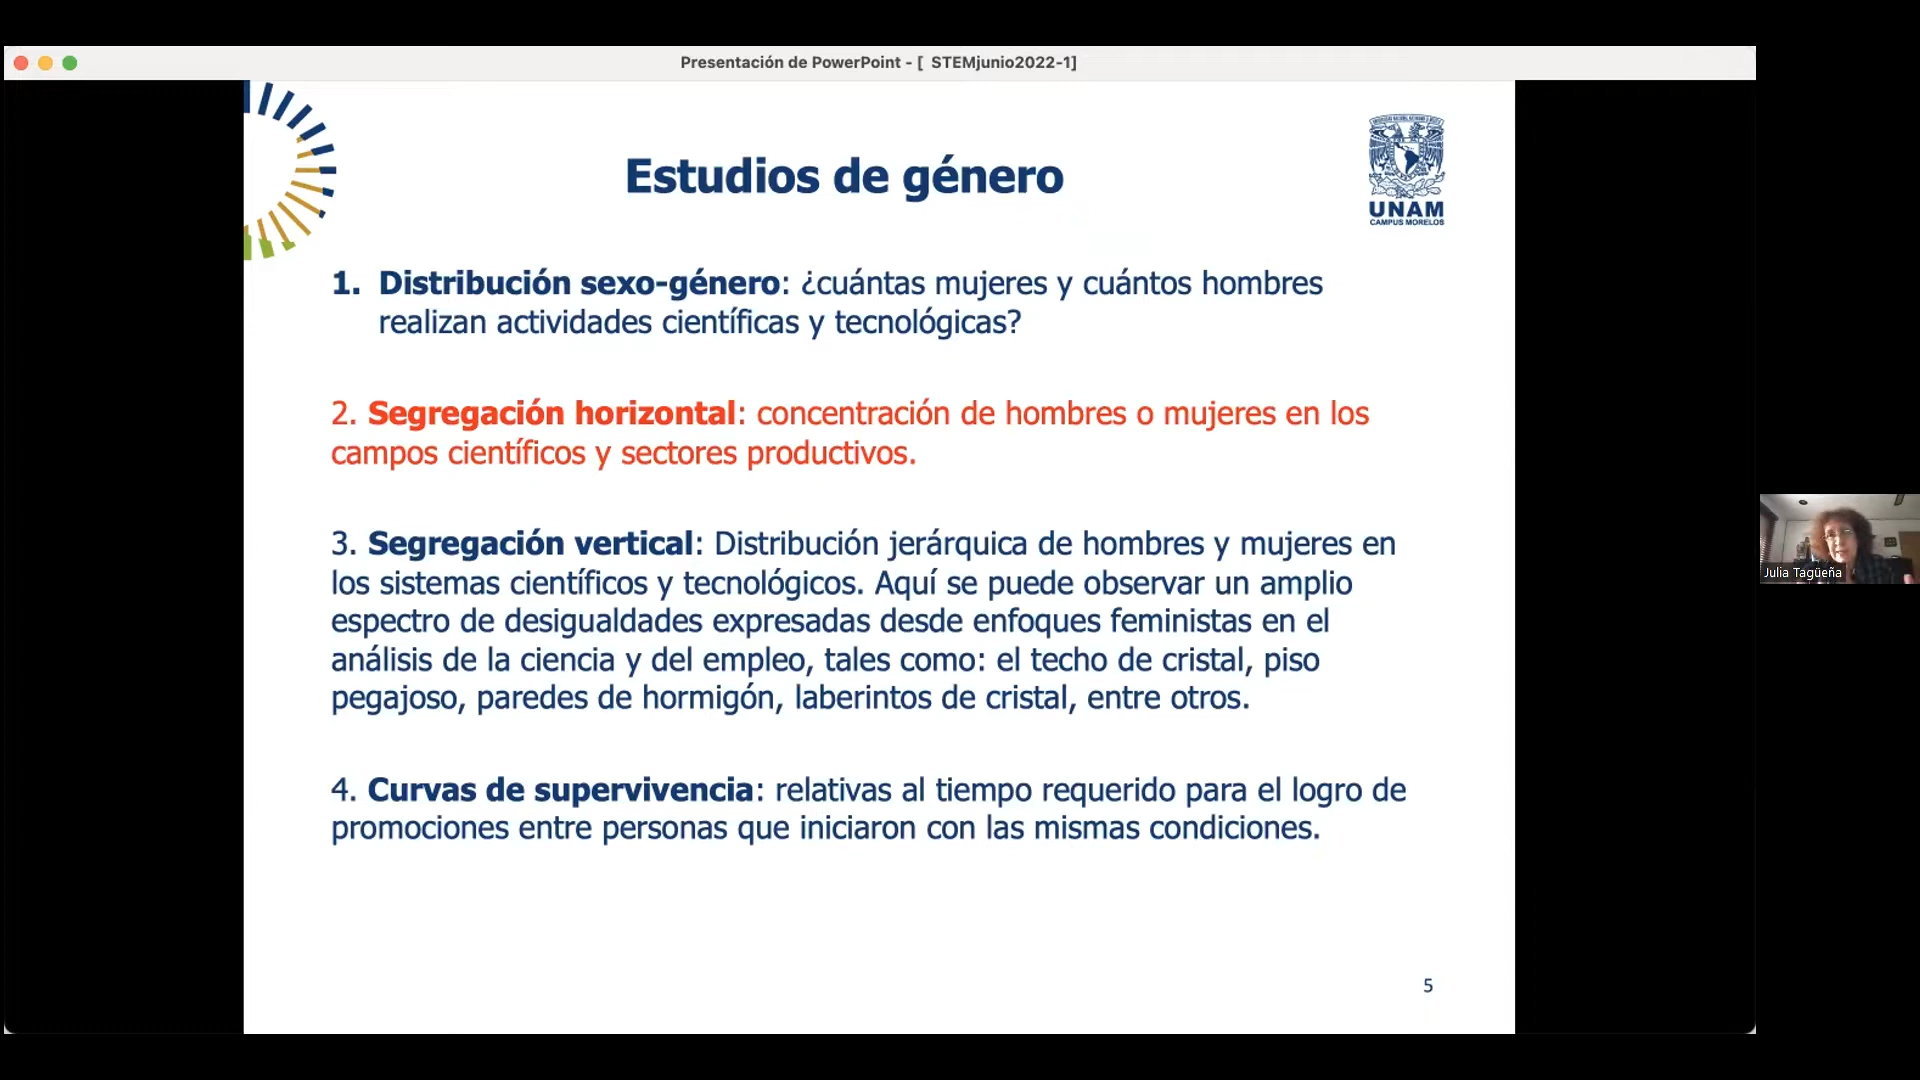 Presentación de PowerPoint - [ STEMjunio2022-1]
Estudios de género
UNAM
CAMPUS MORELOS
1. Distribución sexo-género: ¿cuántas mujeres y cuántos hombres
realizan actividades científicas y tecnológicas?
2. Segregación horizontal: concentración de hombres o mujeres en los
campos científicos y sectores productivos.
3. Segregación vertical: Distribución jerárquica de hombres y mujeres en
los sistemas científicos y tecnológicos. Aquí se puede observar un amplio
espectro de desigualdades expresadas desde enfoques feministas en el
análisis de la ciencia y del empleo, tales como: el techo de cristal, piso
pegajoso, paredes de hormigón, laberintos de cristal, entre otros.
4. Curvas de supervivencia: relativas al tiempo requerido para el logro de
promociones entre personas que iniciaron con las mismas condiciones.
5
Julia Tagüeña